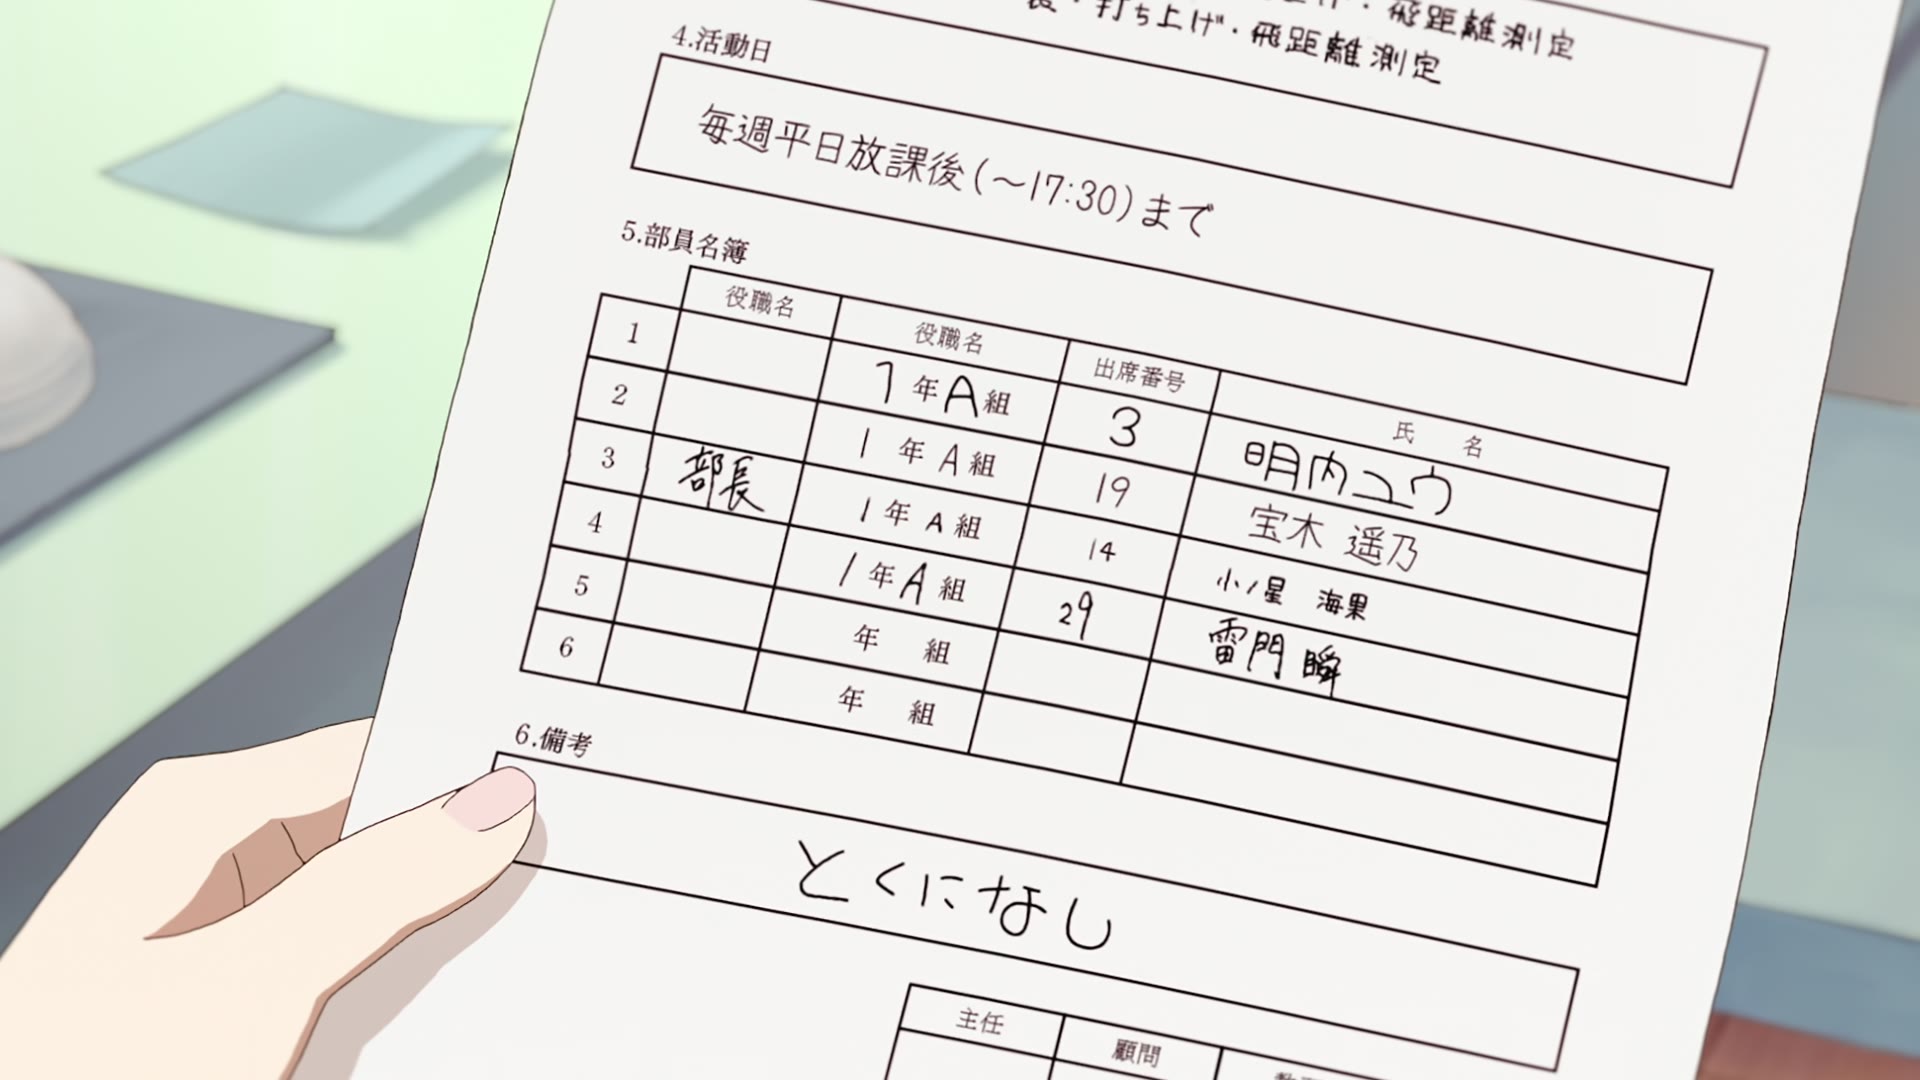 ・飛距離測定
・打ち上げ・飛距離測定
4.活動日
毎週平日放課後(～17:30)まで
5.部員名簿
役職名 役職名 出席番号 氏 名
1 1年A組 3 明内ユウ
2 1年A組 19 宝木 遥乃
3 部長 1年A組 14 小ノ星 海果
4 1年A組 29 雷門 瞬
5 年 組
6 年 組
6.備考
とくになし
主任 顧問